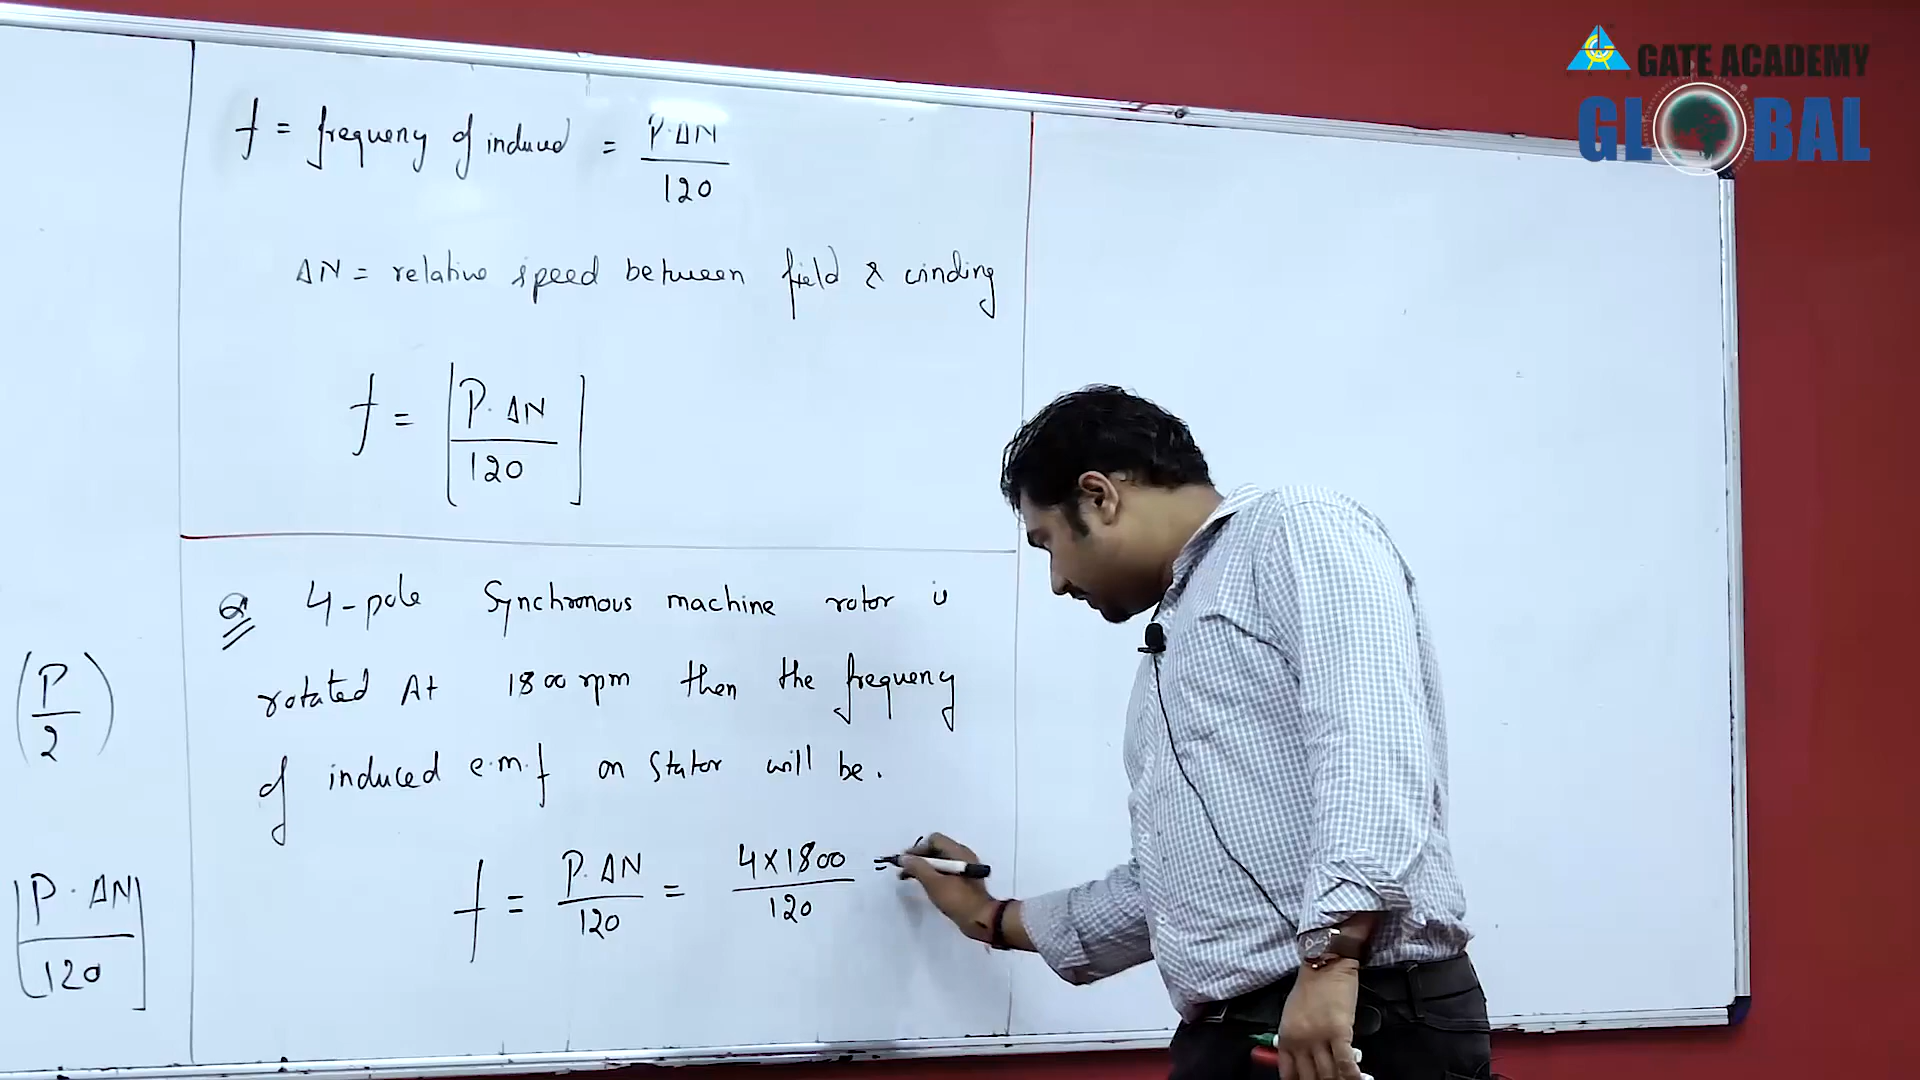 GATE ACADEMY
GLOBAL
f = frequeny of induced = P.ΔN/120
ΔN = relative speed between field & winding
f = [P.ΔN/120]
Q 4-pole Synchronous machine rotor is
rotated At 1800 rpm then the frequency
of induced e.m.f on Stator will be.
f = P.ΔN/120 = 4×1800/120 =
(P/2)
[P.ΔN/120]